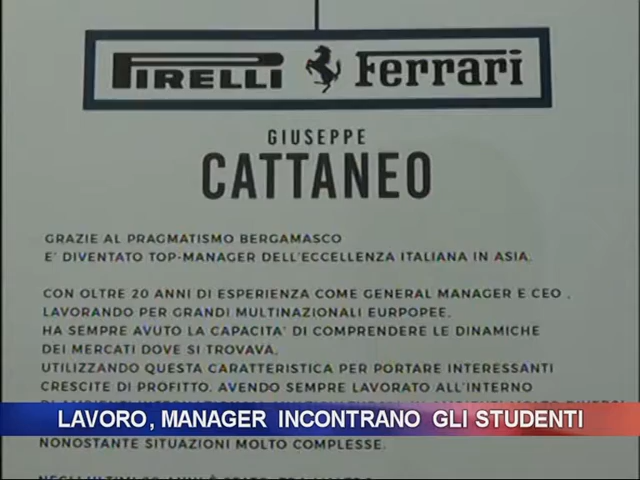 PIRELLI Ferrari
GIUSEPPE
CATTANEO
GRAZIE AL PRAGMATISMO BERGAMASCO
E' DIVENTATO TOP-MANAGER DELL'ECCELLENZA ITALIANA IN ASIA.
CON OLTRE 20 ANNI DI ESPERIENZA COME GENERAL MANAGER E CEO ,
LAVORANDO PER GRANDI MULTINAZIONALI EURPOPEE,
HA SEMPRE AVUTO LA CAPACITA' DI COMPRENDERE LE DINAMICHE
DEI MERCATI DOVE SI TROVAVA,
UTILIZZANDO QUESTA CARATTERISTICA PER PORTARE INTERESSANTI
CRESCITE DI PROFITTO. AVENDO SEMPRE LAVORATO ALL'INTERNO
LAVORO, MANAGER INCONTRANO GLI STUDENTI
NONOSTANTE SITUAZIONI MOLTO COMPLESSE.